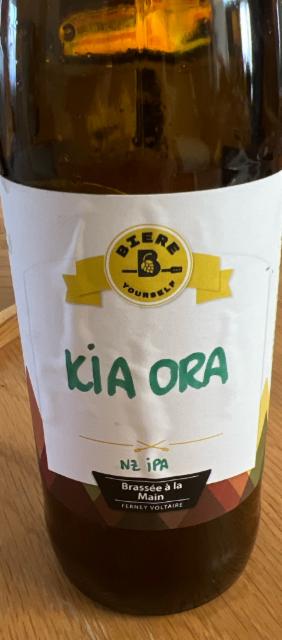 BIERE
B
YOURSELF
KiA ORA
NZ iPA
Brassée à la
Main
FERNEY VOLTAIRE